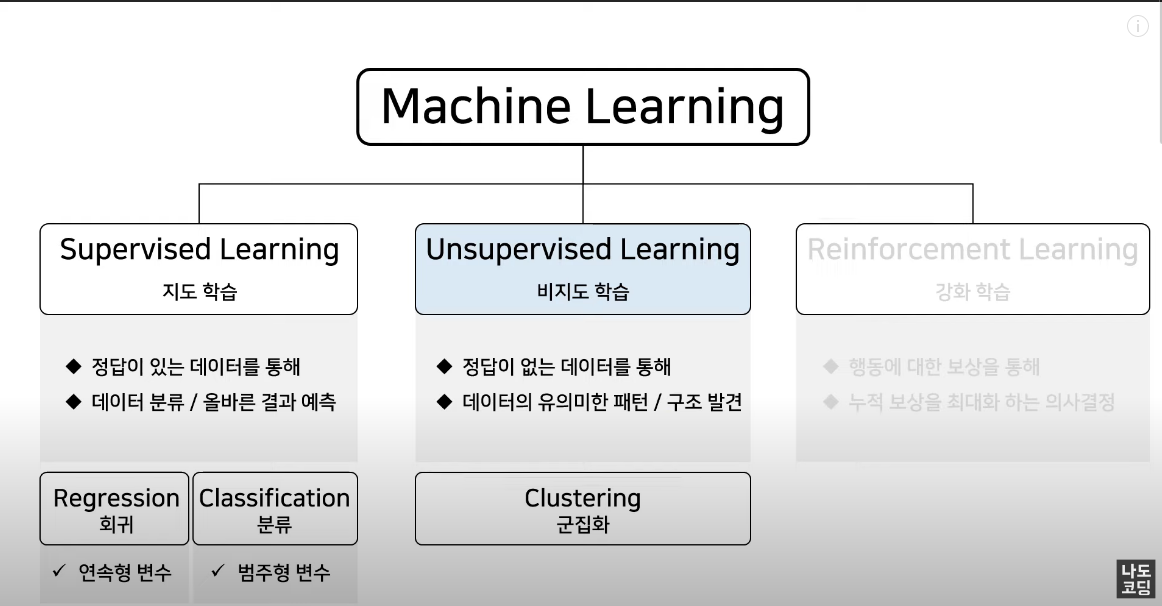 Machine Learning
Supervised Learning
지도 학습
◆ 정답이 있는 데이터를 통해
◆ 데이터 분류 / 올바른 결과 예측
Regression
회귀
✓ 연속형 변수
Classification
분류
✓ 범주형 변수
Unsupervised Learning
비지도 학습
◆ 정답이 없는 데이터를 통해
◆ 데이터의 유의미한 패턴 / 구조 발견
Clustering
군집화
Reinforcement Learning
강화 학습
◆ 행동에 대한 보상을 통해
◆ 누적 보상을 최대화 하는 의사결정
나도
코딩